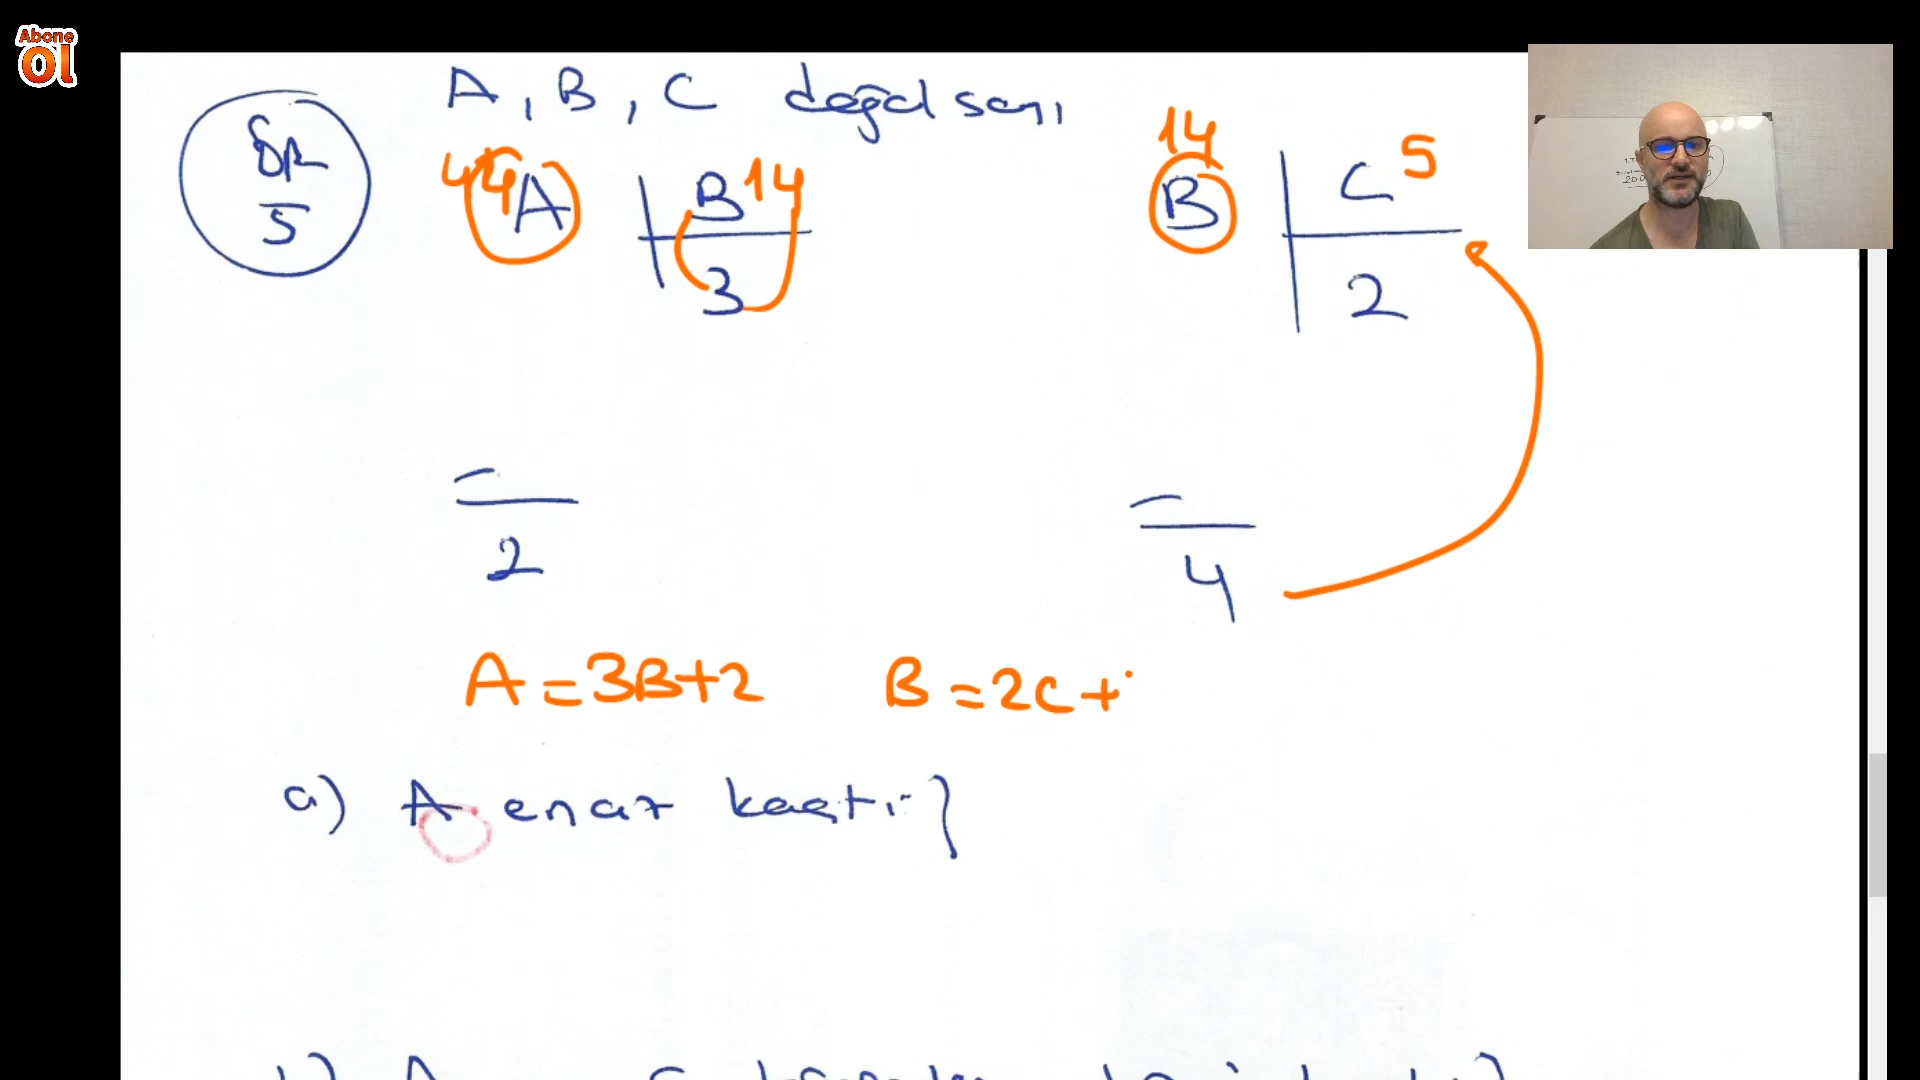 Abone
Ol
A, B, C doğal sayı
ÖR
5
44 A
B 14
3
2
14
B
C 5
2
4
A=3B+2
B=2C+
a) A en az kaçtır?